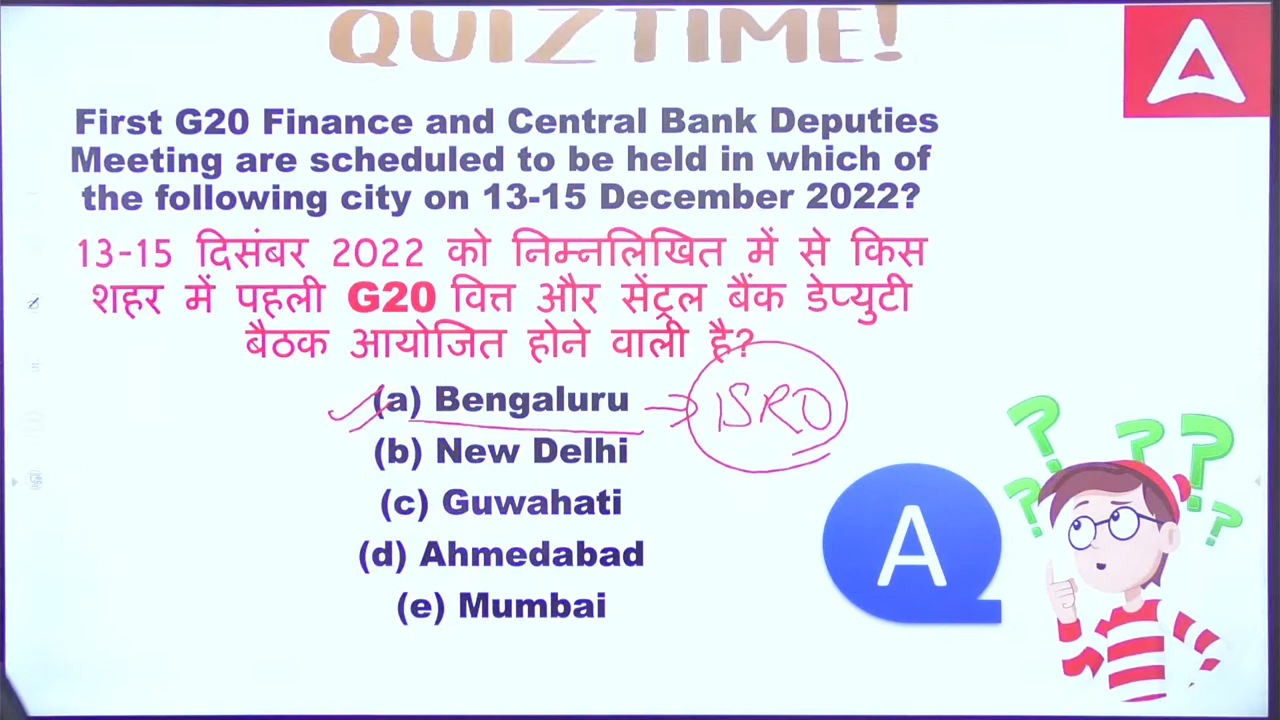 QUIZTIME!
First G20 Finance and Central Bank Deputies
Meeting are scheduled to be held in which of
the following city on 13-15 December 2022?
13-15 दिसंबर 2022 को निम्नलिखित में से किस
शहर में पहली G20 वित्त और सेंट्रल बैंक डेप्युटी
बैठक आयोजित होने वाली है?
(a) Bengaluru
ISRO
(b) New Delhi
(c) Guwahati
(d) Ahmedabad
(e) Mumbai
A